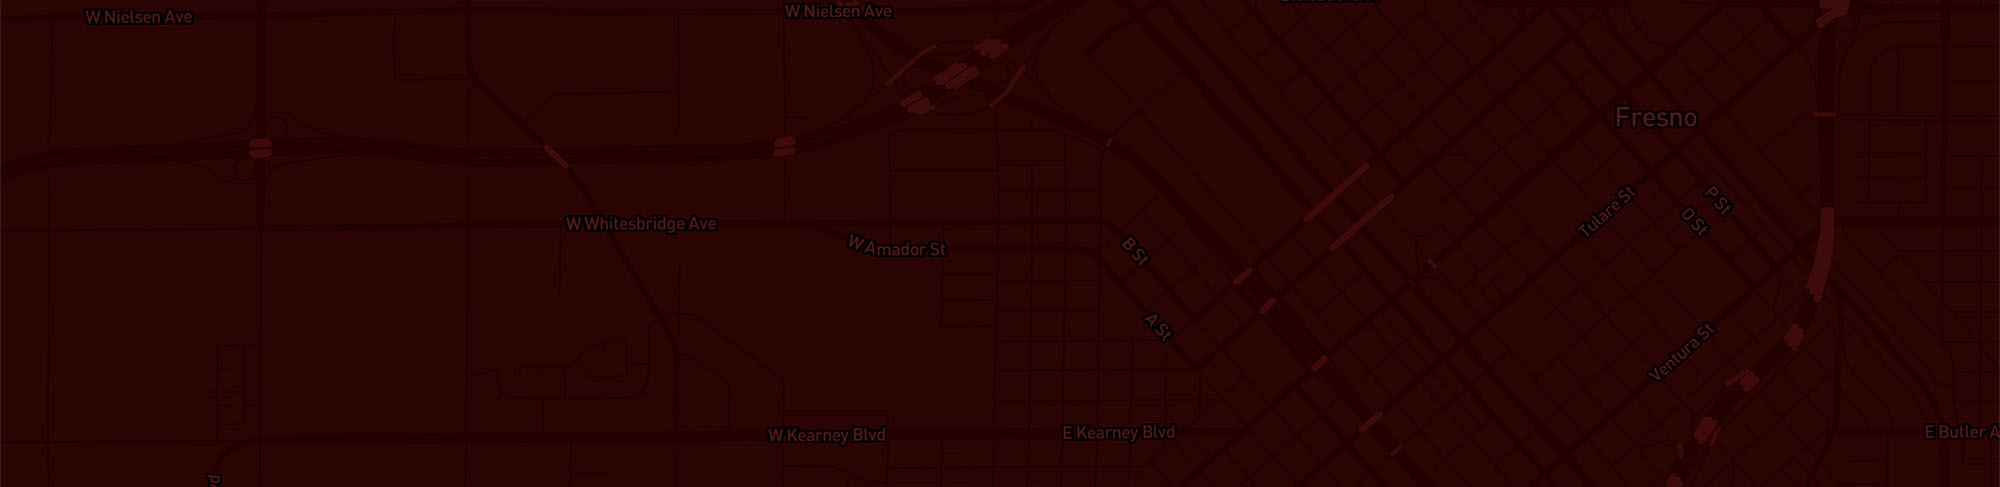 W Nielsen Ave
W Nielsen Ave
Fresno
Tulare St
P St
O St
W Whitesbridge Ave
W Amador St
B St
A St
Ventura St
W Kearney Blvd
E Kearney Blvd
E Butler A